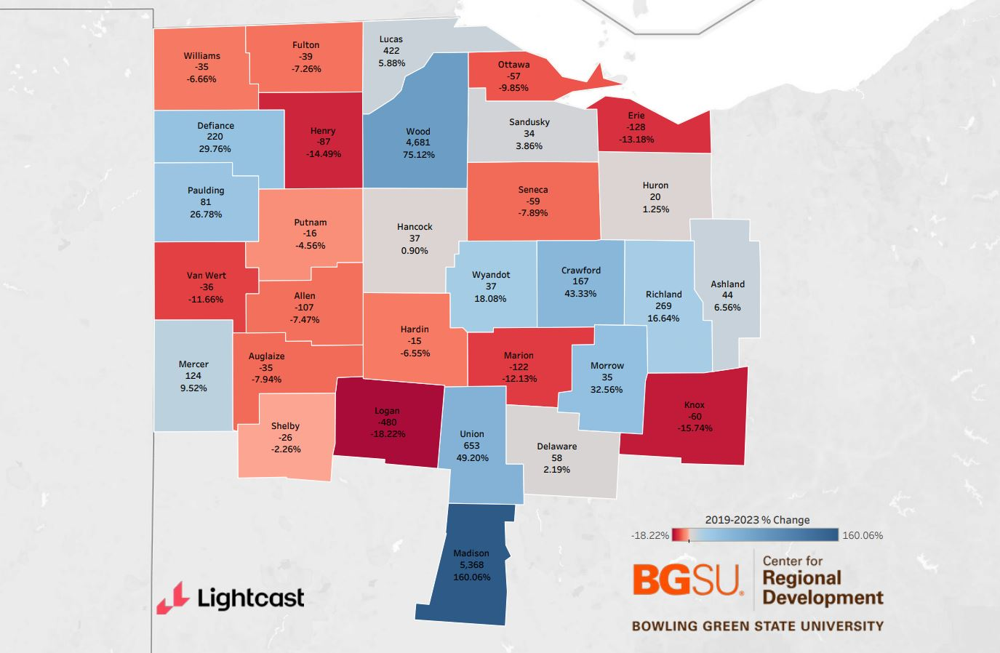 Williams
-35
-6.66%
Fulton
-39
-7.26%
Lucas
422
5.88%
Ottawa
-57
-9.85%
Defiance
220
29.76%
Henry
-87
-14.49%
Wood
4,681
75.12%
Sandusky
34
3.86%
Erie
-128
-13.18%
Paulding
81
26.78%
Putnam
-16
-4.56%
Hancock
37
0.90%
Seneca
-59
-7.89%
Huron
20
1.25%
Van Wert
-36
-11.66%
Allen
-107
-7.47%
Wyandot
37
18.08%
Crawford
167
43.33%
Richland
269
16.64%
Ashland
44
6.56%
Mercer
124
9.52%
Auglaize
-35
-7.94%
Hardin
-15
-6.55%
Marion
-122
-12.13%
Morrow
35
32.56%
Shelby
-26
-2.26%
Logan
-480
-18.22%
Union
653
49.20%
Delaware
58
2.19%
Knox
-60
-15.74%
Madison
5,368
160.06%
2019-2023 % Change
-18.22% 160.06%
Lightcast
BGSU®
Center for
Regional
Development
BOWLING GREEN STATE UNIVERSITY